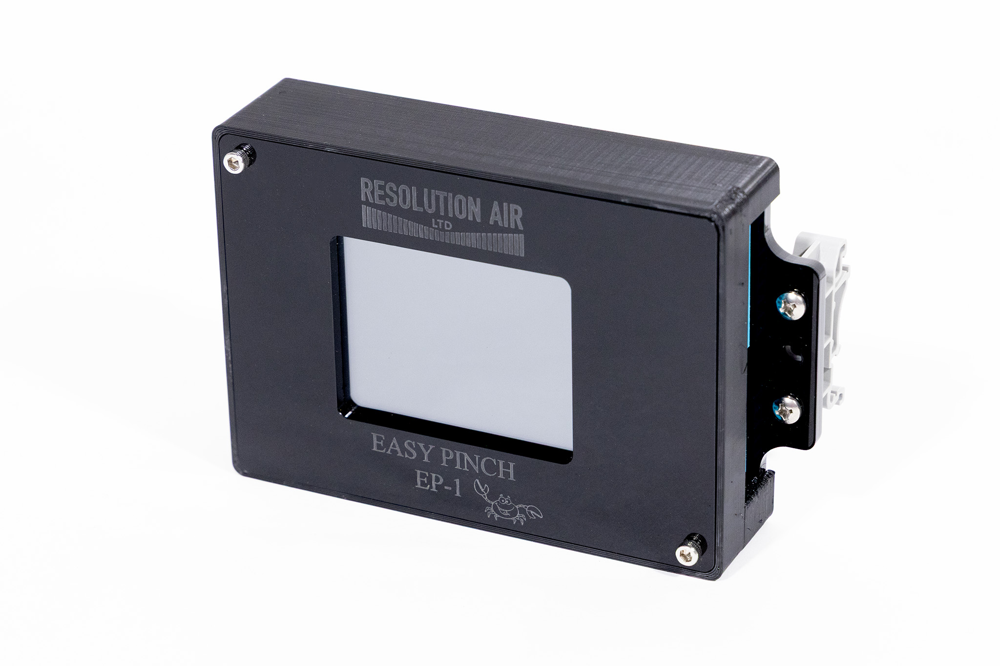 RESOLUTION AIR
LTD
EASY PINCH
EP-1